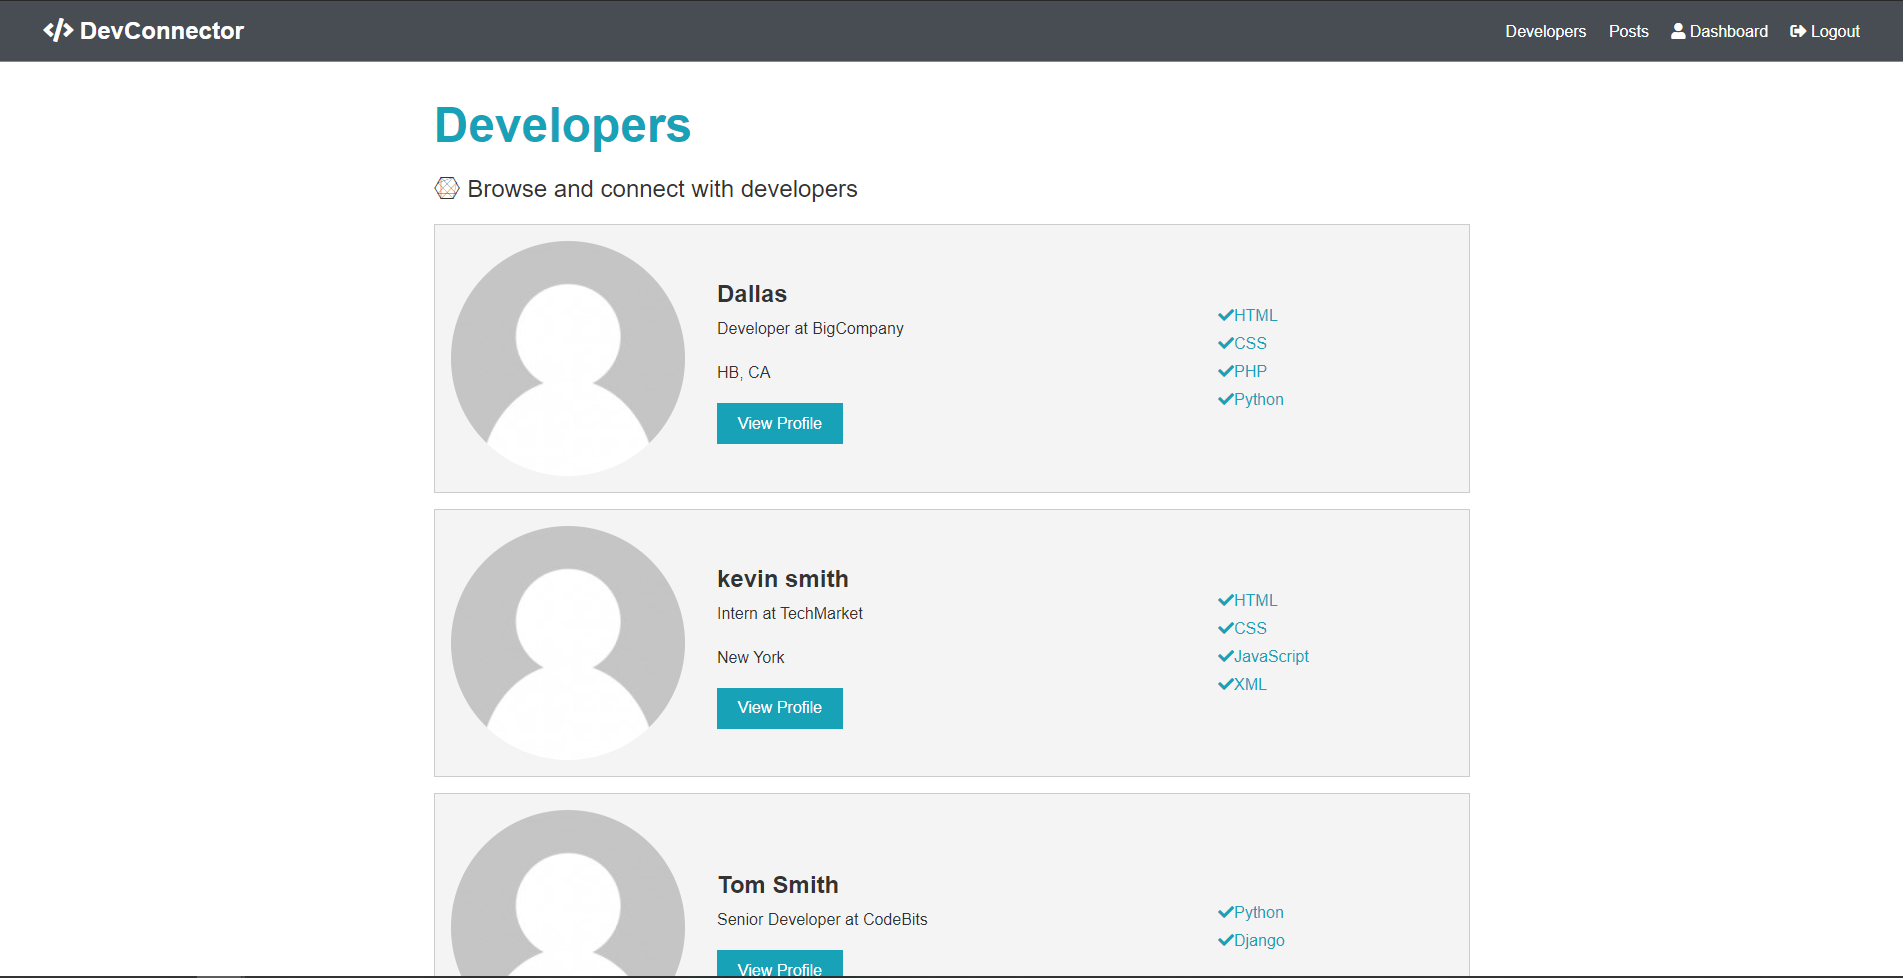 DevConnector
Developers Posts Dashboard Logout
Developers
Browse and connect with developers
Dallas
Developer at BigCompany
HB, CA
View Profile
HTML
CSS
PHP
Python
kevin smith
Intern at TechMarket
New York
View Profile
HTML
CSS
JavaScript
XML
Tom Smith
Senior Developer at CodeBits
View Profile
Python
Django